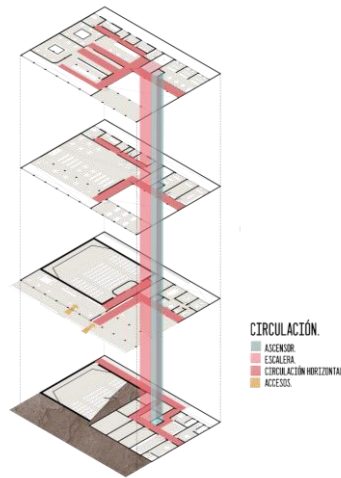 CIRCULACIÓN.
ASCENSOR.
ESCALERA.
CIRCULACIÓN HORIZONTAL
ACCESOS.